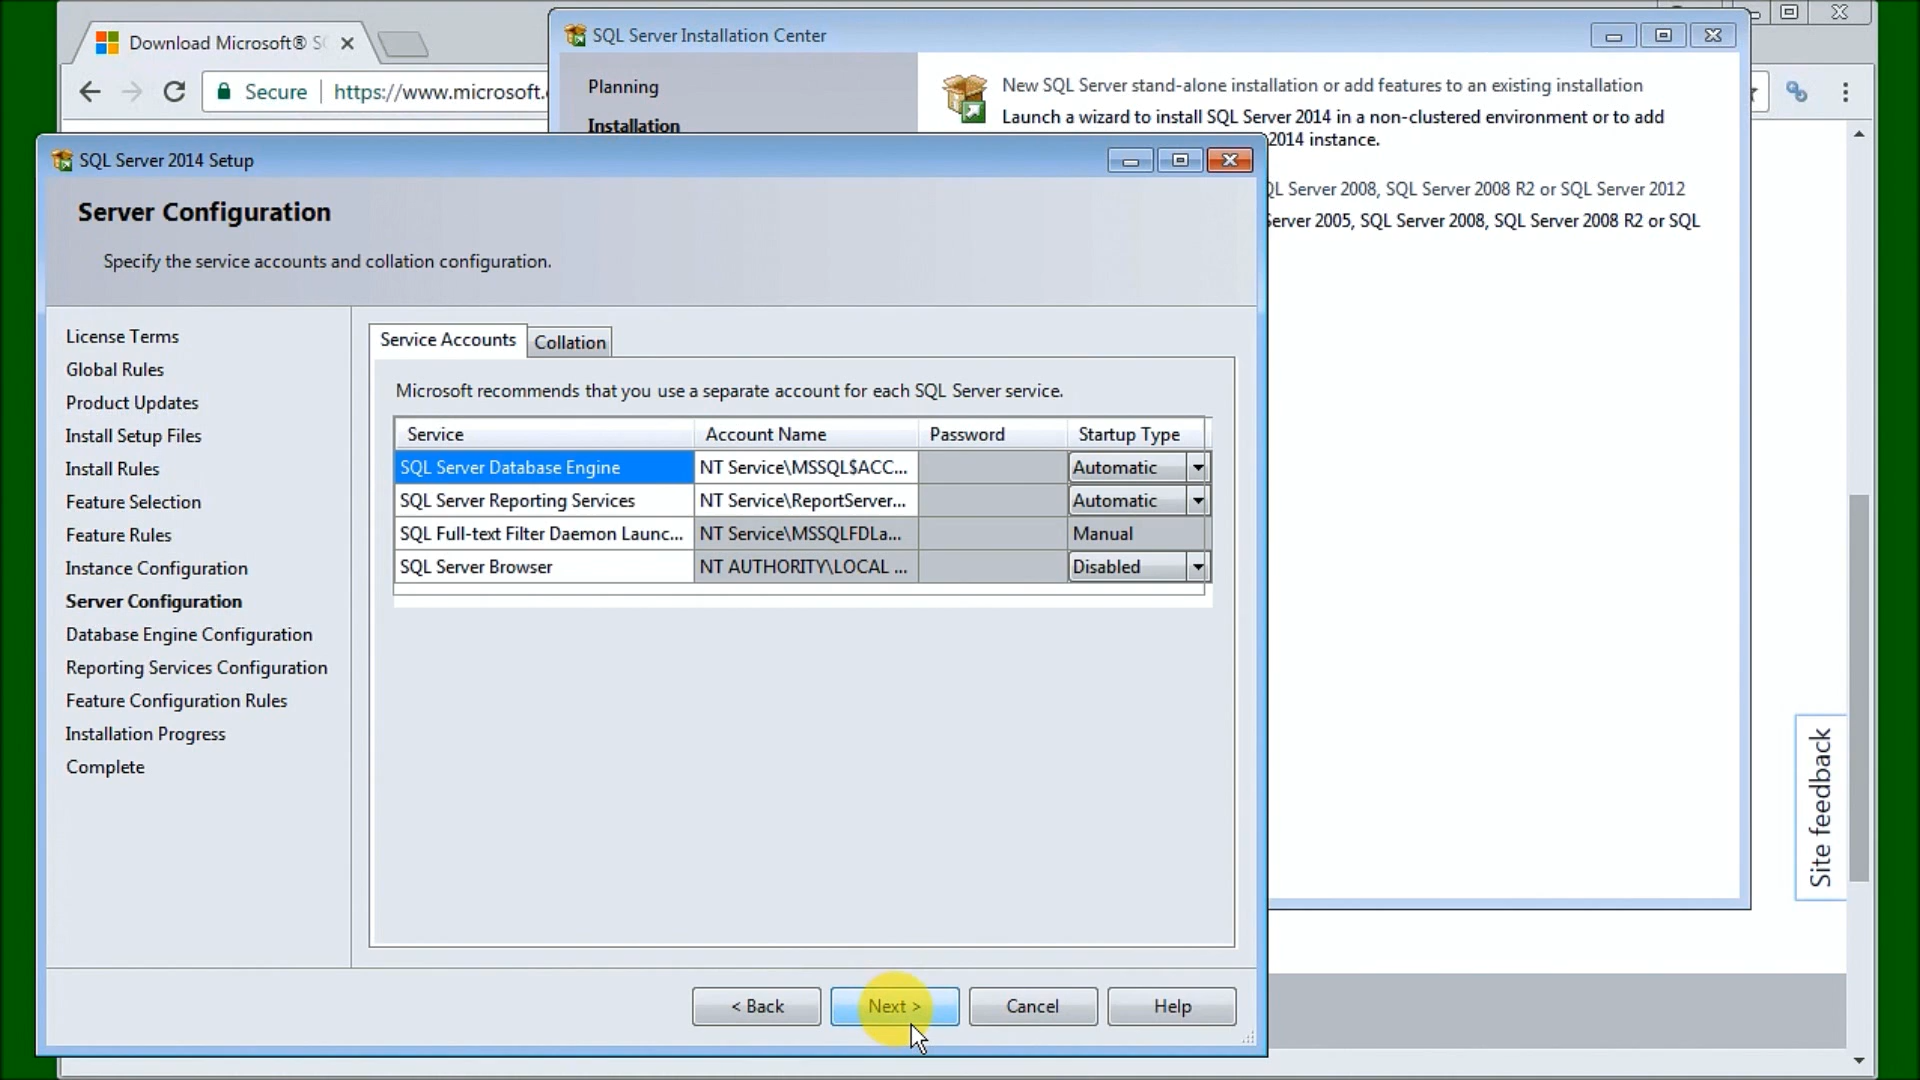 Download Microsoft® S
Secure
https://www.microsoft.
SQL Server Installation Center
Planning
Installation
New SQL Server stand-alone installation or add features to an existing installation
Launch a wizard to install SQL Server 2014 in a non-clustered environment or to add
2014 instance.
QL Server 2008, SQL Server 2008 R2 or SQL Server 2012
Server 2005, SQL Server 2008, SQL Server 2008 R2 or SQL
SQL Server 2014 Setup
Server Configuration
Specify the service accounts and collation configuration.
License Terms
Global Rules
Product Updates
Install Setup Files
Install Rules
Feature Selection
Feature Rules
Instance Configuration
Server Configuration
Database Engine Configuration
Reporting Services Configuration
Feature Configuration Rules
Installation Progress
Complete
Service Accounts
Collation
Microsoft recommends that you use a separate account for each SQL Server service.
Service Account Name Password Startup Type
SQL Server Database Engine NT Service\MSSQL$ACC... Automatic
SQL Server Reporting Services NT Service\ReportServer... Automatic
SQL Full-text Filter Daemon Launc... NT Service\MSSQLFDLa... Manual
SQL Server Browser NT AUTHORITY\LOCAL ... Disabled
< Back
Next >
Cancel
Help
Site feedback